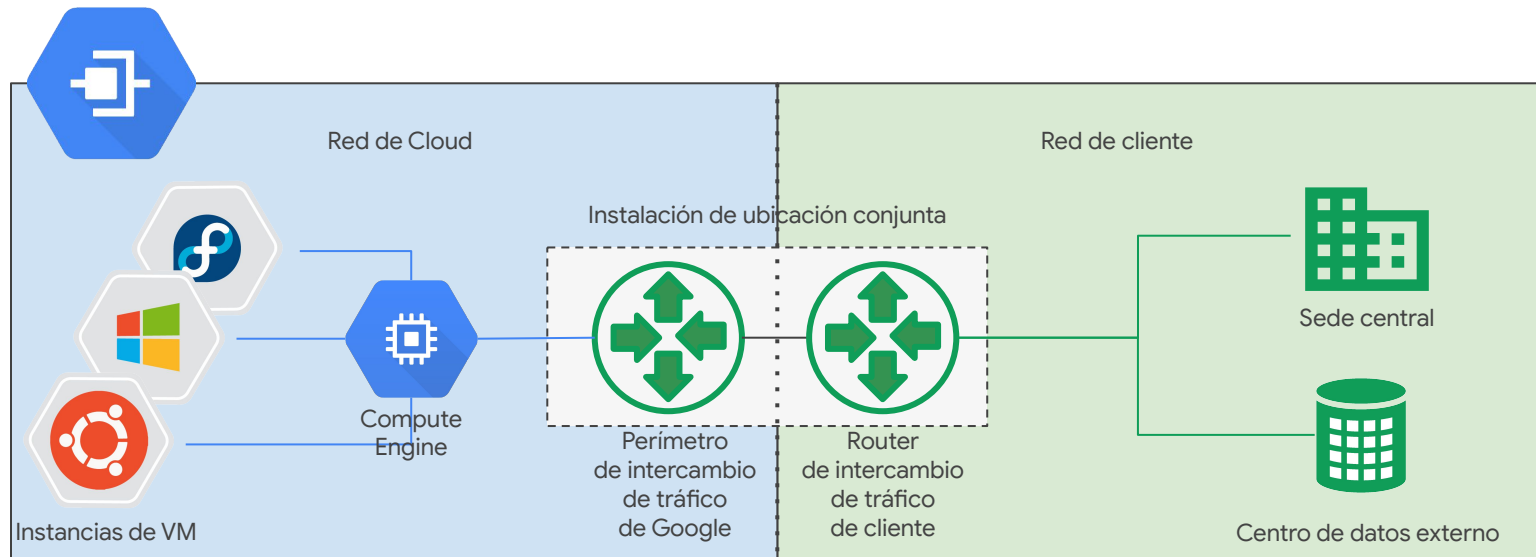 Red de Cloud
Red de cliente
Instalación de ubicación conjunta
Sede central
Compute
Engine
Perímetro
de intercambio
de tráfico
de Google
Router
de intercambio
de tráfico
de cliente
Instancias de VM
Centro de datos externo